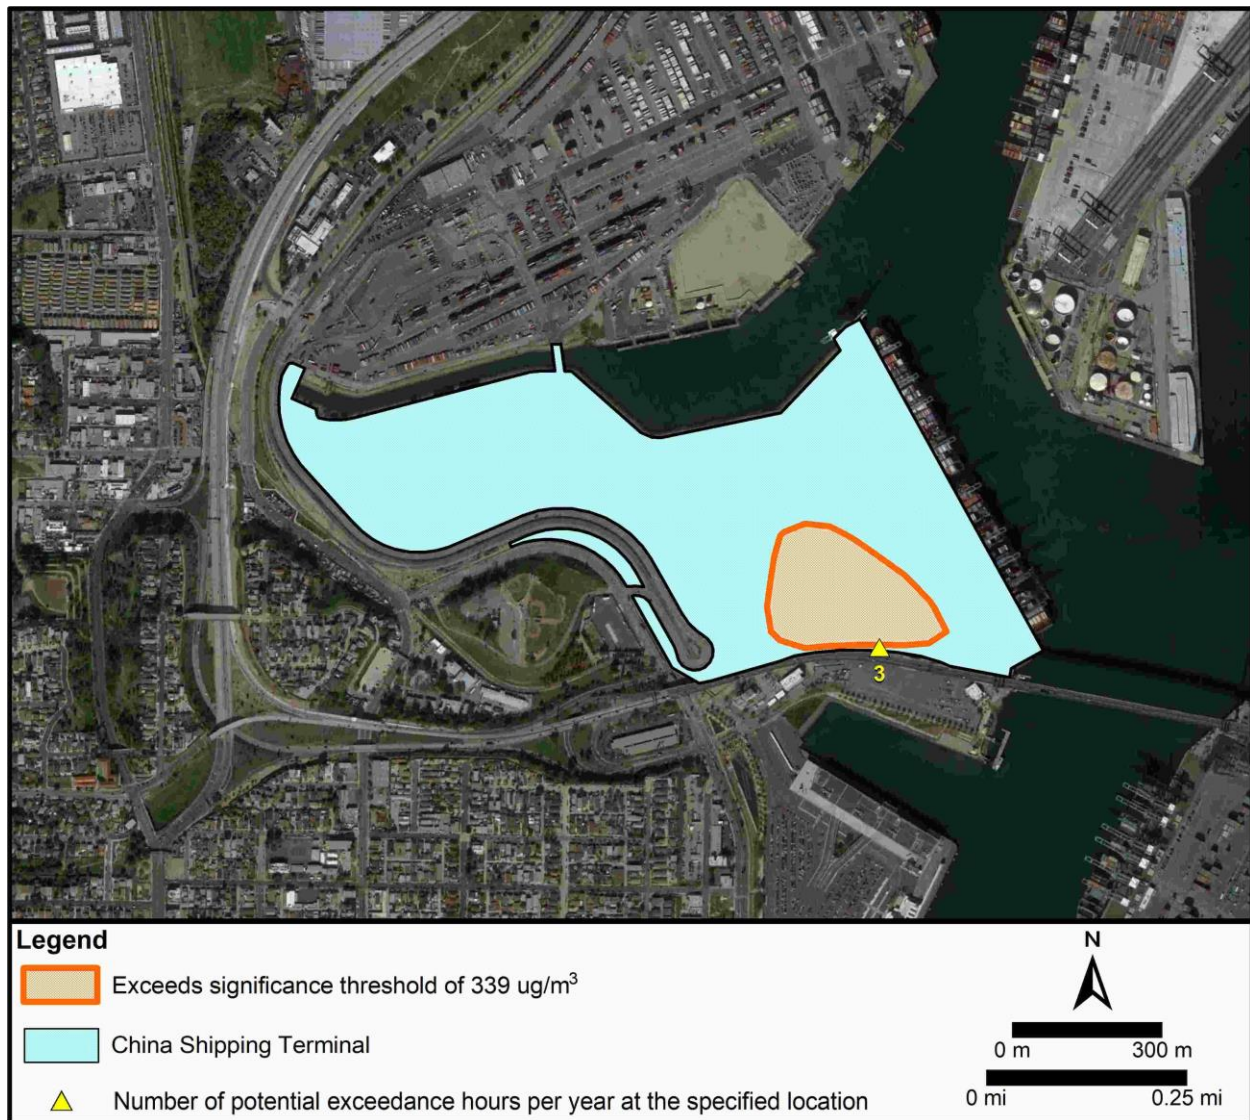 3
Legend
Exceeds significance threshold of 339 ug/m³
China Shipping Terminal
Number of potential exceedance hours per year at the specified location
N
0 m 300 m
0 mi 0.25 mi